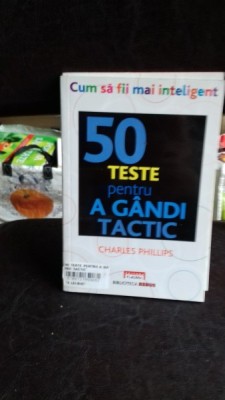 Cum să fii mai inteligent
50
TESTE
pentru
A GÂNDI
TACTIC
CHARLES PHILLIPS